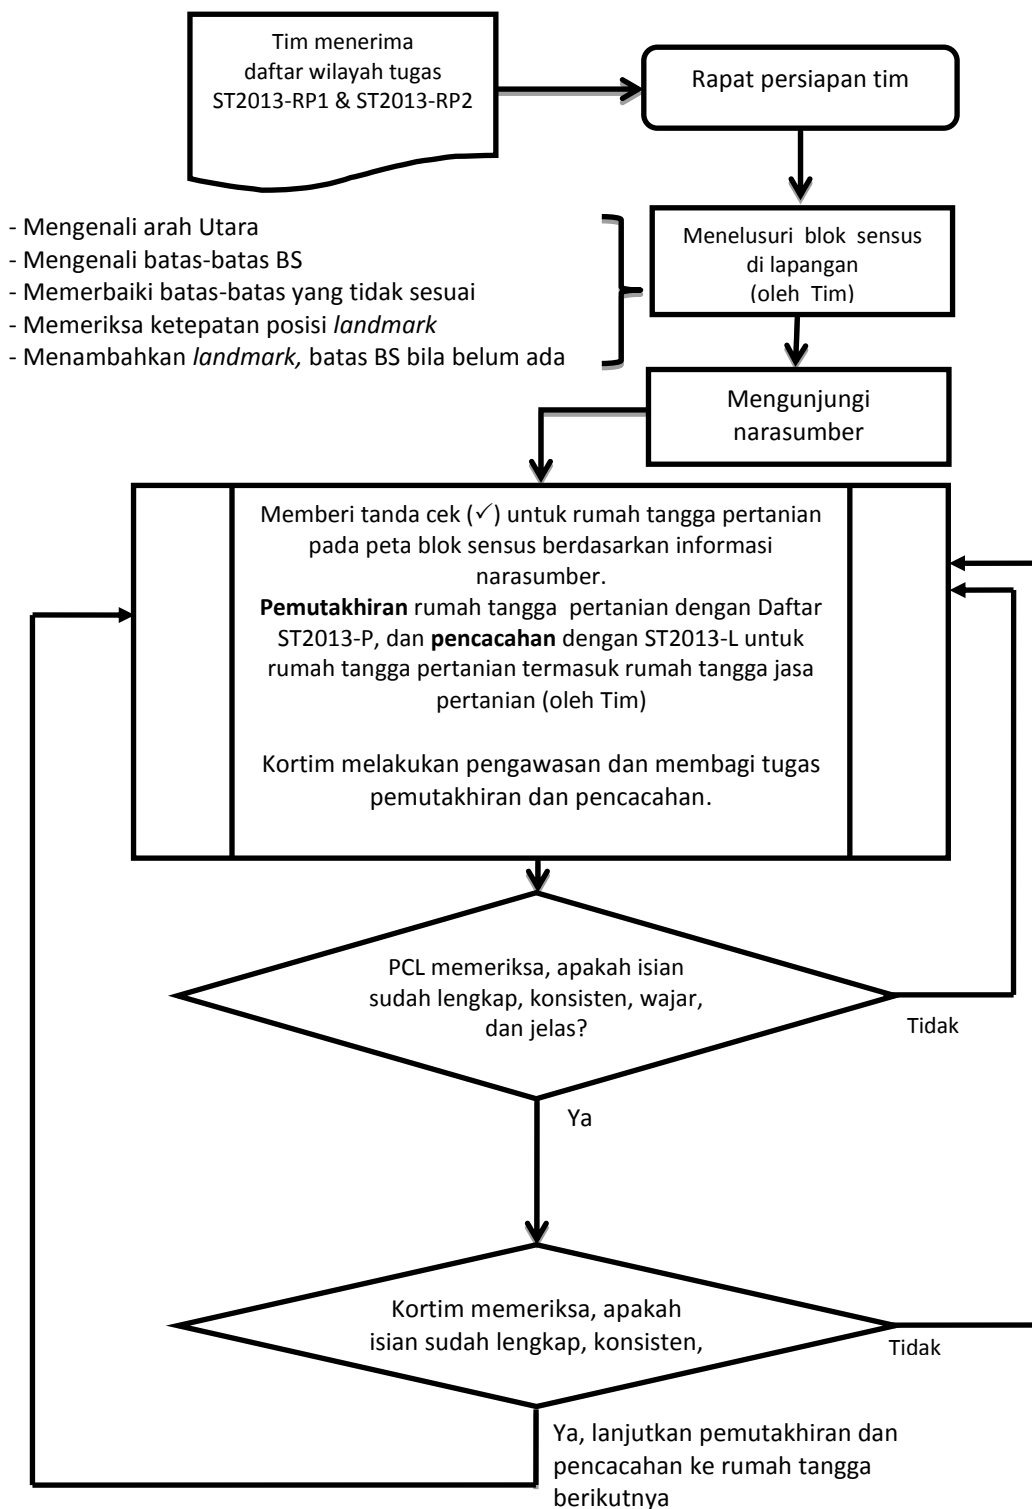 Tim menerima
daftar wilayah tugas
ST2013-RP1 & ST2013-RP2
Rapat persiapan tim
- Mengenali arah Utara
- Mengenali batas-batas BS
- Memerbaiki batas-batas yang tidak sesuai
- Memeriksa ketepatan posisi landmark
- Menambahkan landmark, batas BS bila belum ada
Menelusuri blok sensus
di lapangan
(oleh Tim)
Mengunjungi
narasumber
Memberi tanda cek (✓) untuk rumah tangga pertanian
pada peta blok sensus berdasarkan informasi
narasumber.
Pemutakhiran rumah tangga pertanian dengan Daftar
ST2013-P, dan pencacahan dengan ST2013-L untuk
rumah tangga pertanian termasuk rumah tangga jasa
pertanian (oleh Tim)
Kortim melakukan pengawasan dan membagi tugas
pemutakhiran dan pencacahan.
PCL memeriksa, apakah isian
sudah lengkap, konsisten, wajar,
dan jelas?
Tidak
Ya
Kortim memeriksa, apakah
isian sudah lengkap, konsisten,
Tidak
Ya, lanjutkan pemutakhiran dan
pencacahan ke rumah tangga
berikutnya